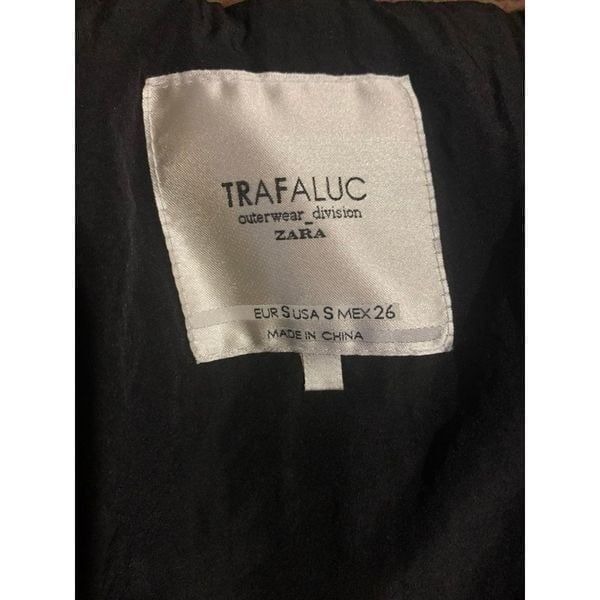 TRAFALUC
outerwear_division
ZARA
EUR S USA S MEX 26
MADE IN CHINA